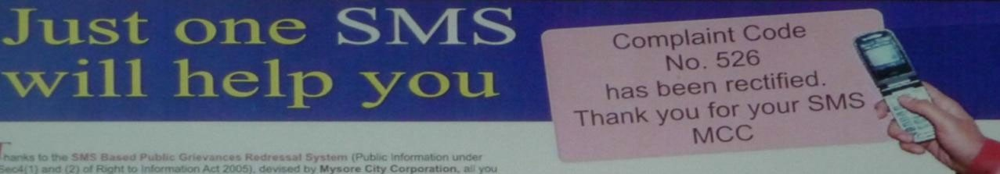 Just one SMS
will help you
Complaint Code
No. 526
has been rectified.
Thank you for your SMS
MCC
Thanks to the SMS Based Public Grievances Redressal System (Public Information under
Sec4(1) and (2) of Right to Information Act 2005), devised by Mysore City Corporation, all you